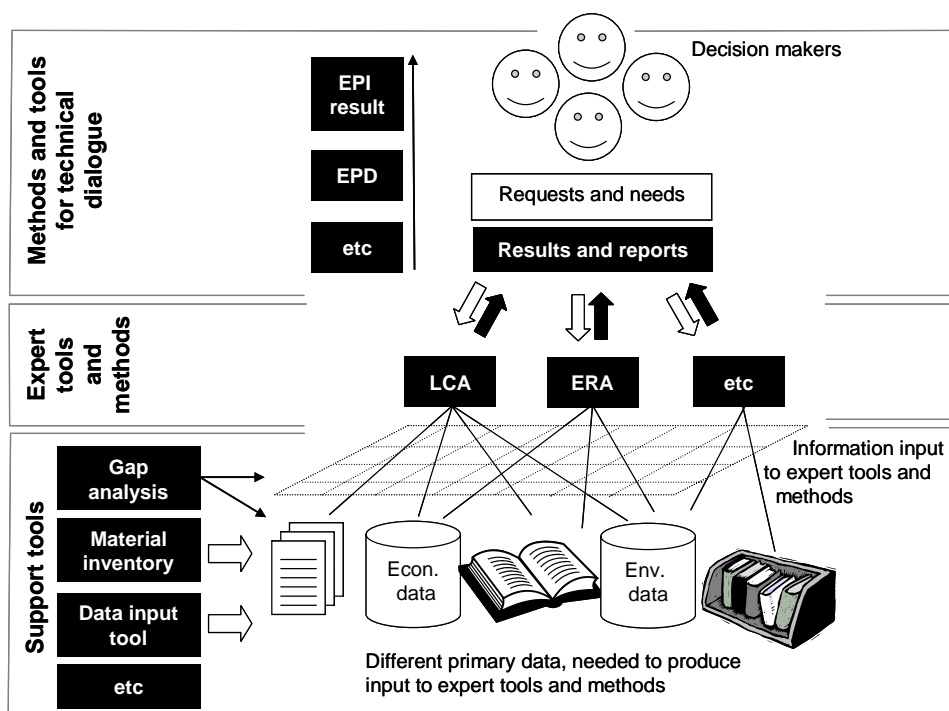 Methods and tools
for technical
dialogue
EPI
result
EPD
etc
Decision makers
Requests and needs
Results and reports
Expert
tools
and
methods
LCA
ERA
etc
Support tools
Gap
analysis
Material
inventory
Data input
tool
etc
Information input
to expert tools and
methods
Econ.
data
Env.
data
Different primary data, needed to produce
input to expert tools and methods